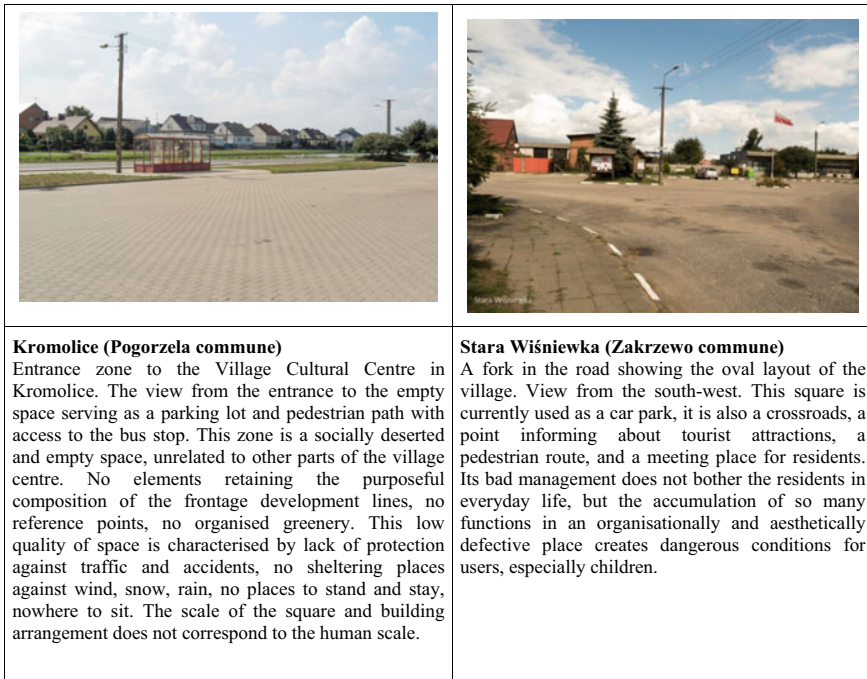 Stara Wiśniewka
Kromolice (Pogorzela commune)
Entrance zone to the Village Cultural Centre in
Kromolice. The view from the entrance to the empty
space serving as a parking lot and pedestrian path with
access to the bus stop. This zone is a socially deserted
and empty space, unrelated to other parts of the village
centre. No elements retaining the purposeful
composition of the frontage development lines, no
reference points, no organised greenery. This low
quality of space is characterised by lack of protection
against traffic and accidents, no sheltering places
against wind, snow, rain, no places to stand and stay,
nowhere to sit. The scale of the square and building
arrangement does not correspond to the human scale.
Stara Wiśniewka (Zakrzewo commune)
A fork in the road showing the oval layout of the
village. View from the south-west. This square is
currently used as a car park, it is also a crossroads, a
point informing about tourist attractions, a
pedestrian route, and a meeting place for residents.
Its bad management does not bother the residents in
everyday life, but the accumulation of so many
functions in an organisationally and aesthetically
defective place creates dangerous conditions for
users, especially children.